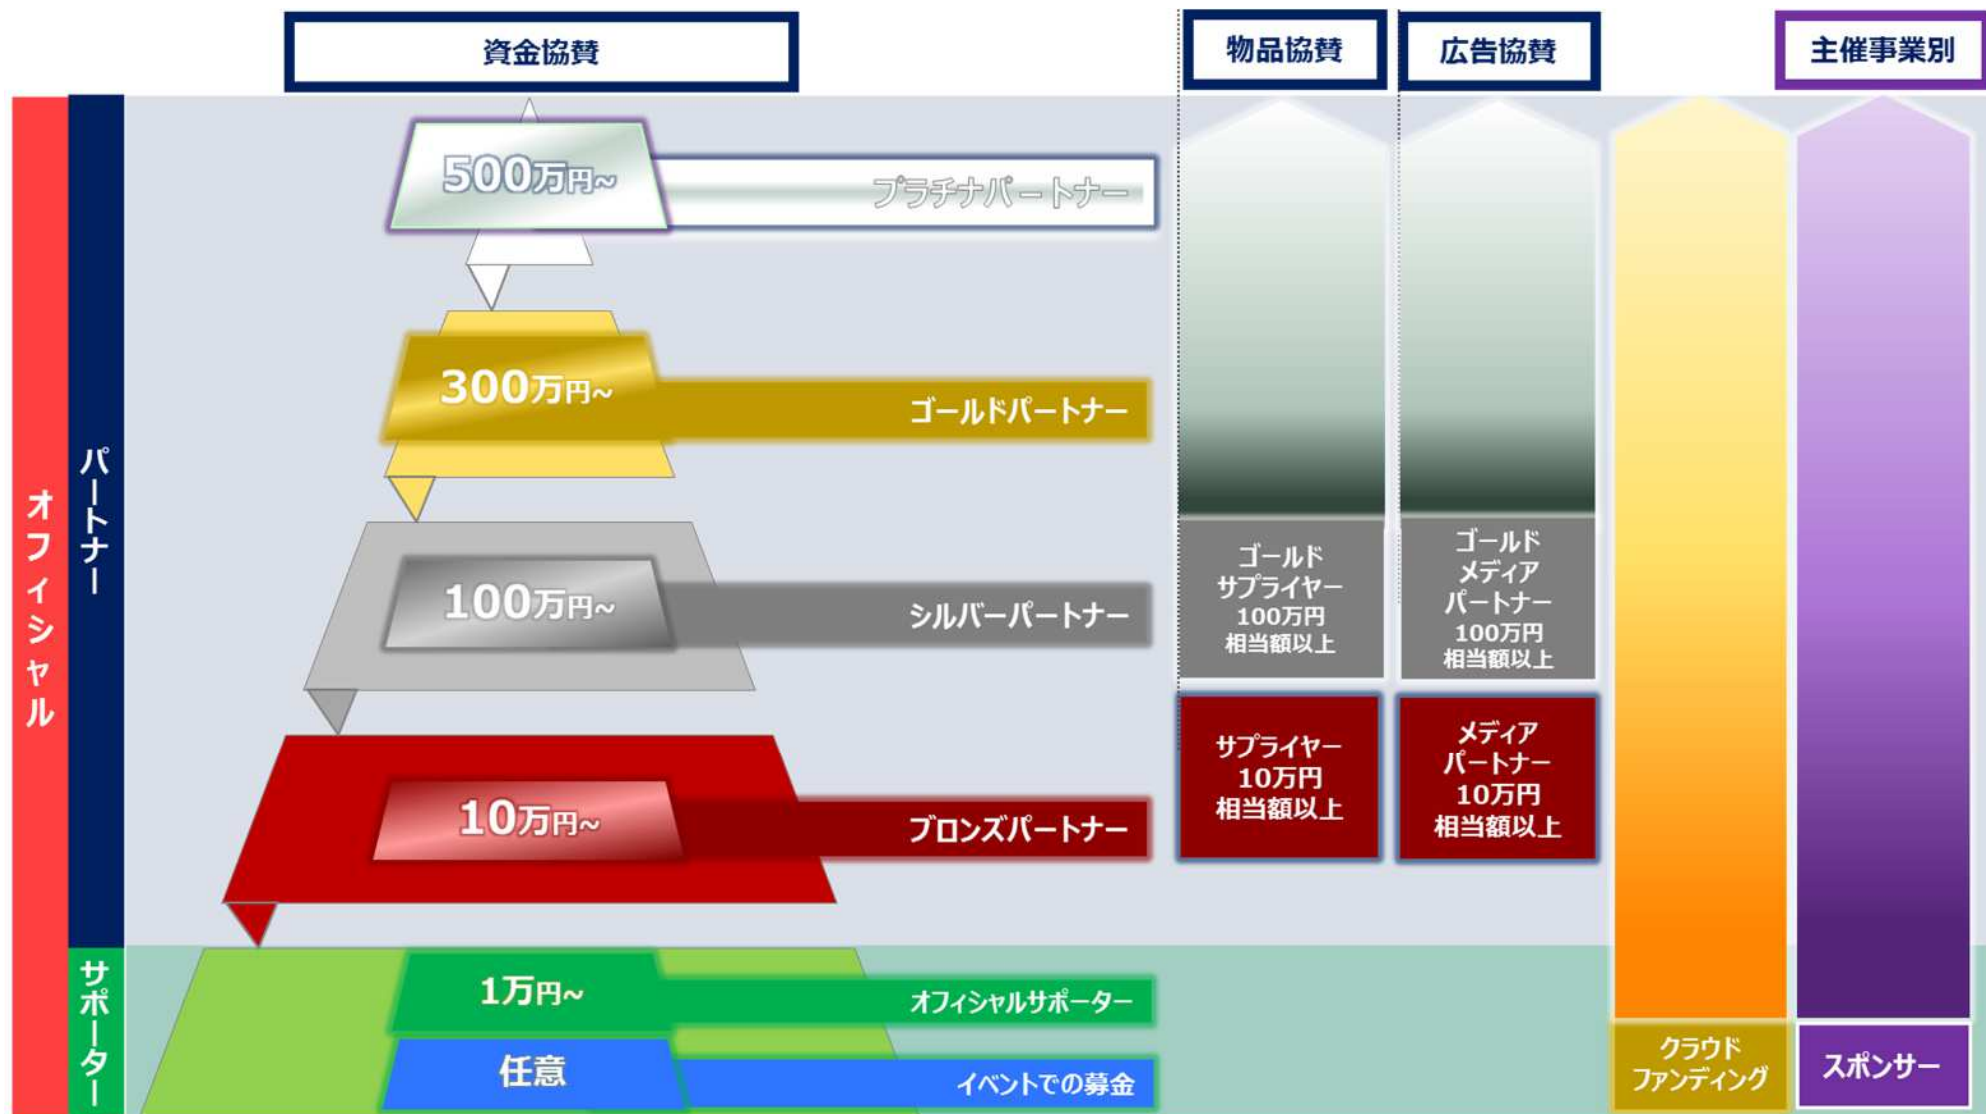 資金協賛
物品協賛
広告協賛
主催事業別
オフィシャル
パートナー
サポーター
500万円~
プラチナパートナー
300万円~
ゴールドパートナー
100万円~
シルバーパートナー
10万円~
ブロンズパートナー
1万円~
オフィシャルサポーター
任意
イベントでの募金
ゴールド
サプライヤー
100万円
相当額以上
サプライヤー
10万円
相当額以上
ゴールド
メディア
パートナー
100万円
相当額以上
メディア
パートナー
10万円
相当額以上
クラウド
ファンディング
スポンサー